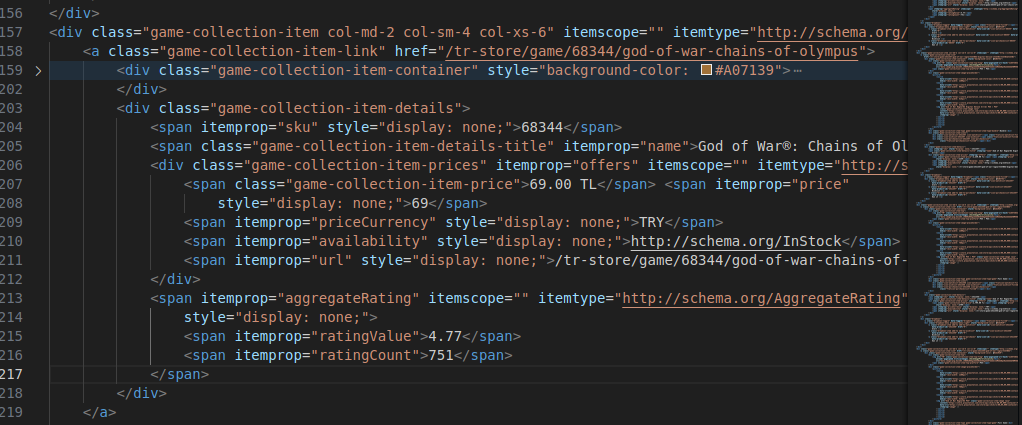 156 </div>
157 <div class="game-collection-item col-md-2 col-sm-4 col-xs-6" itemscope="" itemtype="http://schema.org/
158 <a class="game-collection-item-link" href="/tr-store/game/68344/god-of-war-chains-of-olympus">
159 > <div class="game-collection-item-container" style="background-color: #A07139">…
202 </div>
203 <div class="game-collection-item-details">
204 <span itemprop="sku" style="display: none;">68344</span>
205 <span class="game-collection-item-details-title" itemprop="name">God of War®: Chains of Ol
206 <div class="game-collection-item-prices" itemprop="offers" itemscope="" itemtype="http://s
207 <span class="game-collection-item-price">69.00 TL</span> <span itemprop="price"
208 style="display: none;">69</span>
209 <span itemprop="priceCurrency" style="display: none;">TRY</span>
210 <span itemprop="availability" style="display: none;">http://schema.org/InStock</span>
211 <span itemprop="url" style="display: none;">/tr-store/game/68344/god-of-war-chains-of-
212 </div>
213 <span itemprop="aggregateRating" itemscope="" itemtype="http://schema.org/AggregateRating"
214 style="display: none;">
215 <span itemprop="ratingValue">4.77</span>
216 <span itemprop="ratingCount">751</span>
217 </span>
218 </div>
219 </a>